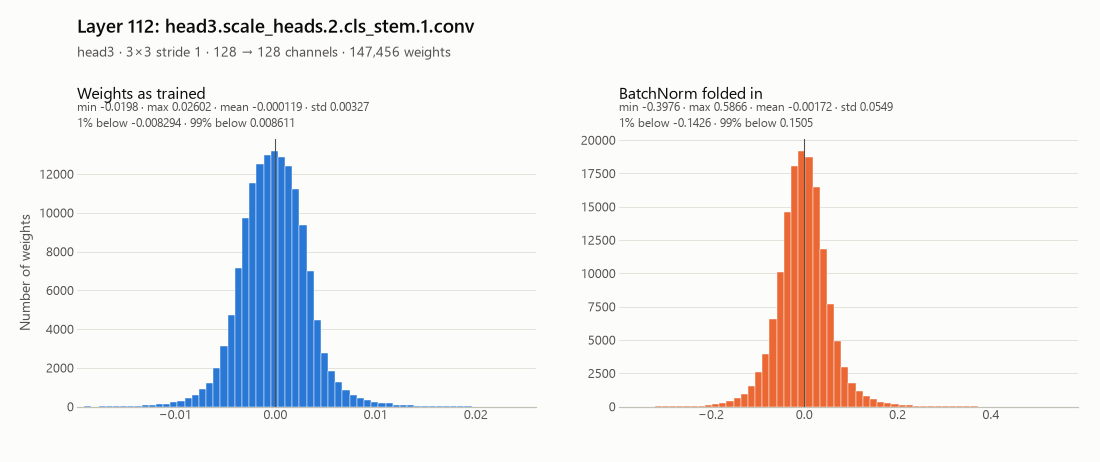 Layer 112: head3.scale_heads.2.cls_stem.1.conv
head3 · 3×3 stride 1 · 128 → 128 channels · 147,456 weights
Weights as trained
min -0.0198 · max 0.02602 · mean -0.000119 · std 0.00327
1% below -0.008294 · 99% below 0.008611
Number of weights
12000
10000
8000
6000
4000
2000
0
−0.01
0.00
0.01
0.02
BatchNorm folded in
min -0.3976 · max 0.5866 · mean -0.00172 · std 0.0549
1% below -0.1426 · 99% below 0.1505
20000
17500
15000
12500
10000
7500
5000
2500
0
−0.2
0.0
0.2
0.4